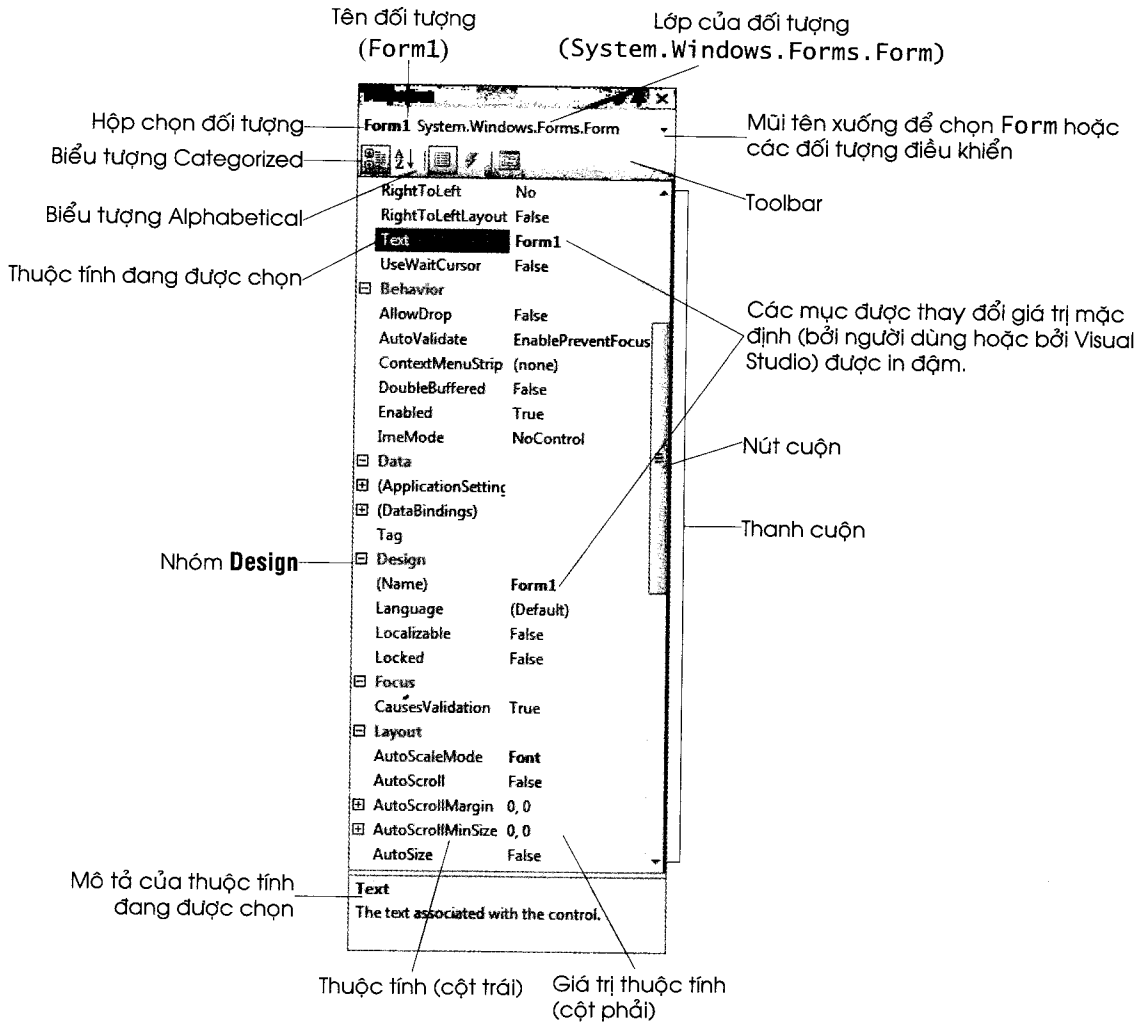 Tên đối tượng
(Form1)
Lớp của đối tượng
(System.Windows.Forms.Form)
Hộp chọn đối tượng
Form1 System.Windows.Forms.Form
Mũi tên xuống để chọn Form hoặc
các đối tượng điều khiển
Biểu tượng Categorized
Biểu tượng Alphabetical
Toolbar
Thuộc tính đang được chọn
RightToLeft No
RightToLeftLayout False
Text Form1
UseWaitCursor False
Behavior
AllowDrop False
AutoValidate EnablePreventFocus
ContextMenuStrip (none)
DoubleBuffered False
Enabled True
ImeMode NoControl
Data
(ApplicationSetting
(DataBindings)
Tag
Design
(Name) Form1
Language (Default)
Localizable False
Locked False
Focus
CausesValidation True
Layout
AutoScaleMode Font
AutoScroll False
AutoScrollMargin 0, 0
AutoScrollMinSize 0, 0
AutoSize False
Text
The text associated with the control.
Các mục được thay đổi giá trị mặc
định (bởi người dùng hoặc bởi Visual
Studio) được in đậm.
Nút cuộn
Thanh cuộn
Nhóm Design
Mô tả của thuộc tính
đang được chọn
Thuộc tính (cột trái)
Giá trị thuộc tính
(cột phải)